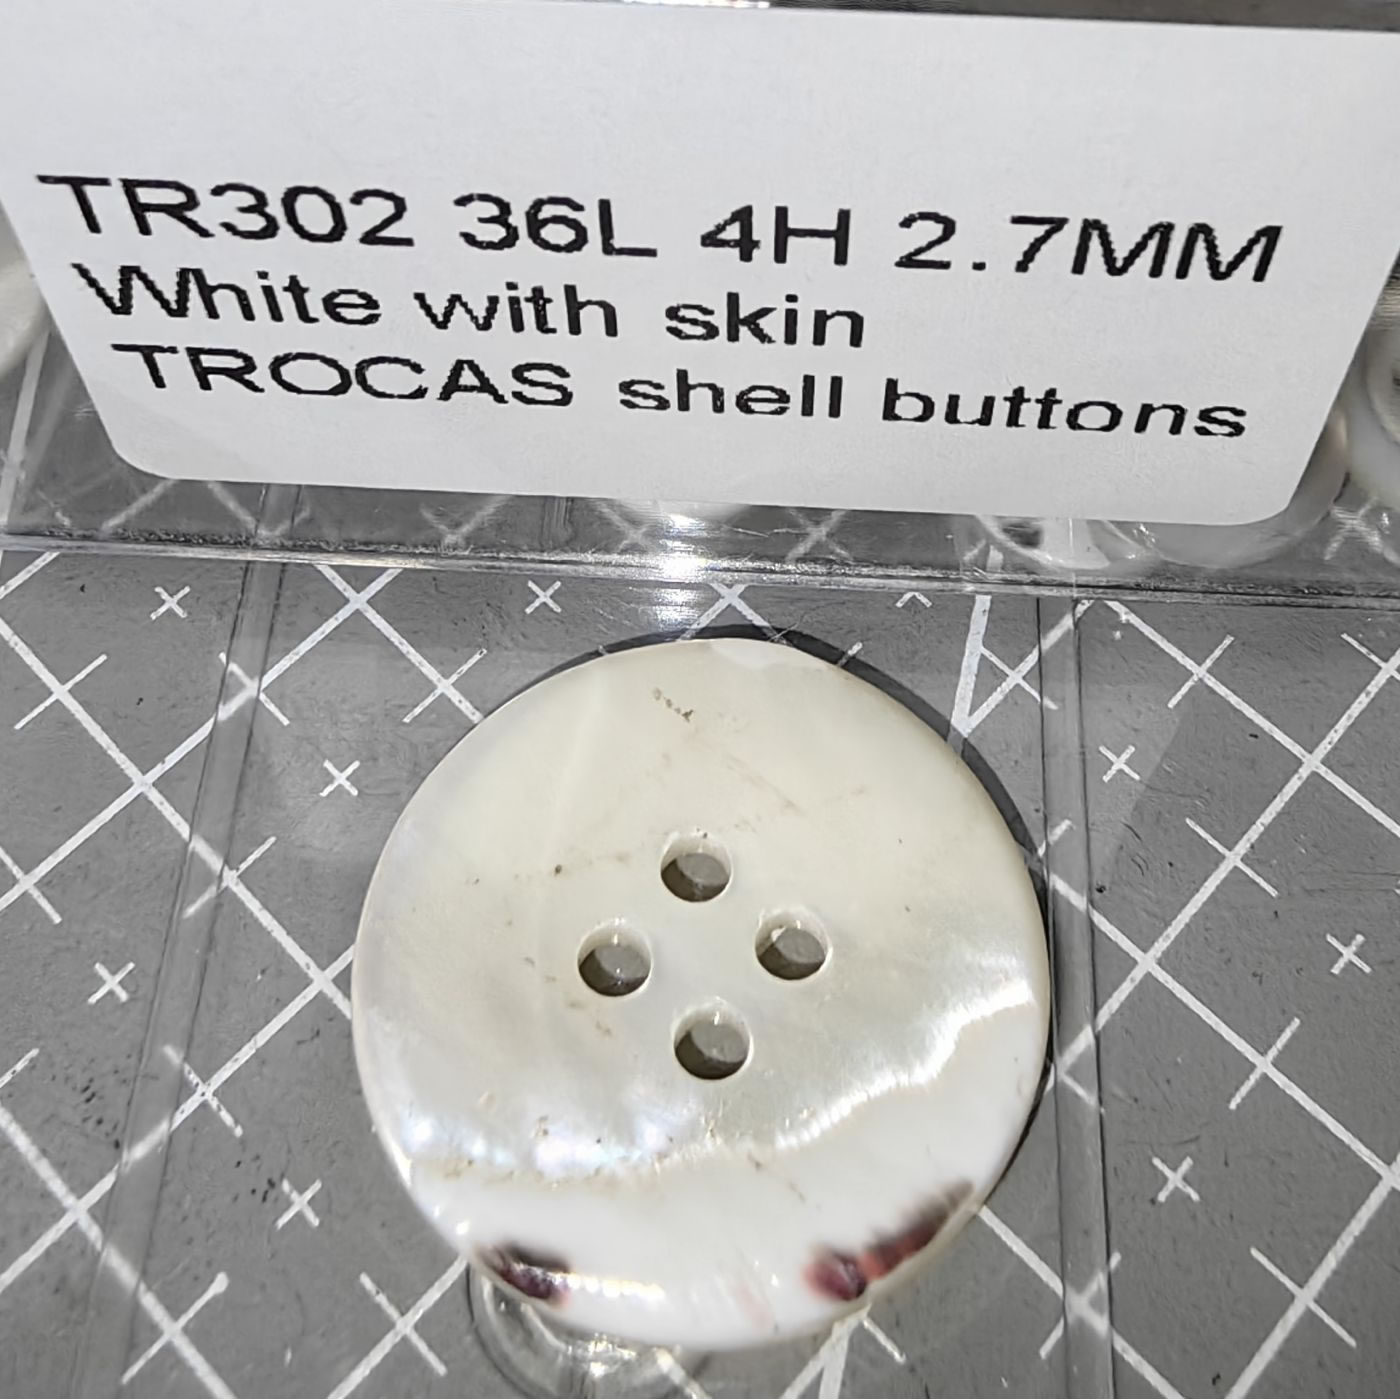 TR302 36L 4H 2.7MM
White with skin
TROCAS shell buttons